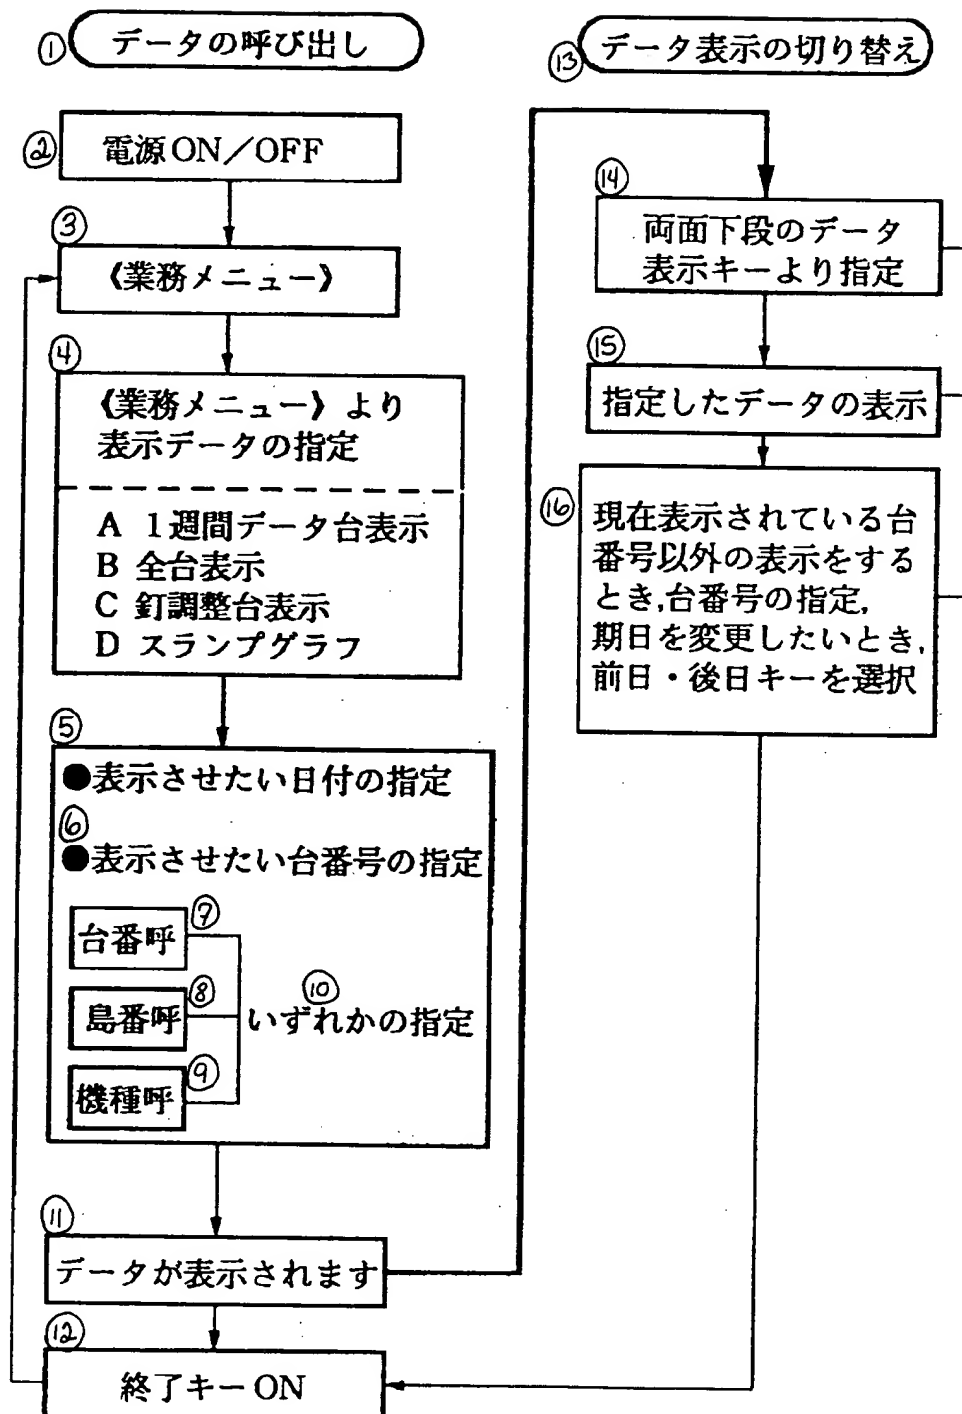 ① データの呼び出し
② 電源ON／OFF
③
《業務メニュー》
④
《業務メニュー》より
表示データの指定
A 1週間データ台表示
B 全台表示
C 釘調整台表示
D スランプグラフ
⑤
●表示させたい日付の指定
⑥
●表示させたい台番号の指定
台番呼 ⑦
島番呼 ⑧
機種呼 ⑨
⑩
いずれかの指定
⑪
データが表示されます
⑫
終了キーON
⑬ データ表示の切り替え
⑭
両面下段のデータ
表示キーより指定
⑮
指定したデータの表示
⑯
現在表示されている台
番号以外の表示をする
とき,台番号の指定,
期日を変更したいとき,
前日・後日キーを選択